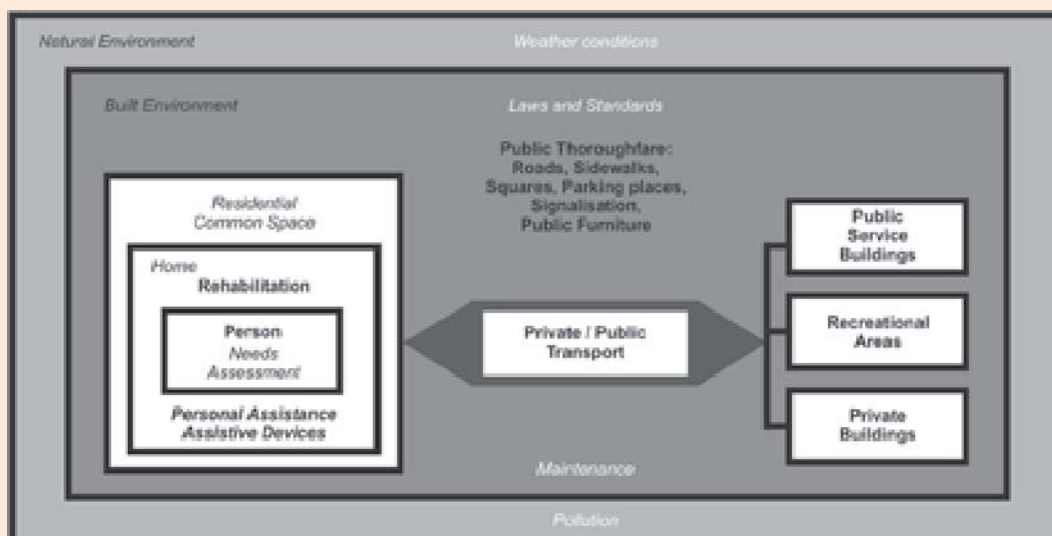 Natural Environment
Weather conditions
Built Environment
Laws and Standards
Public Thoroughfare:
Roads, Sidewalks,
Squares, Parking places,
Signalisation,
Public Furniture
Residential
Common Space
Home
Rehabilitation
Person
Needs
Assessment
Personal Assistance
Assistive Devices
Private / Public
Transport
Public
Service
Buildings
Recreational
Areas
Private
Buildings
Maintenance
Pollution